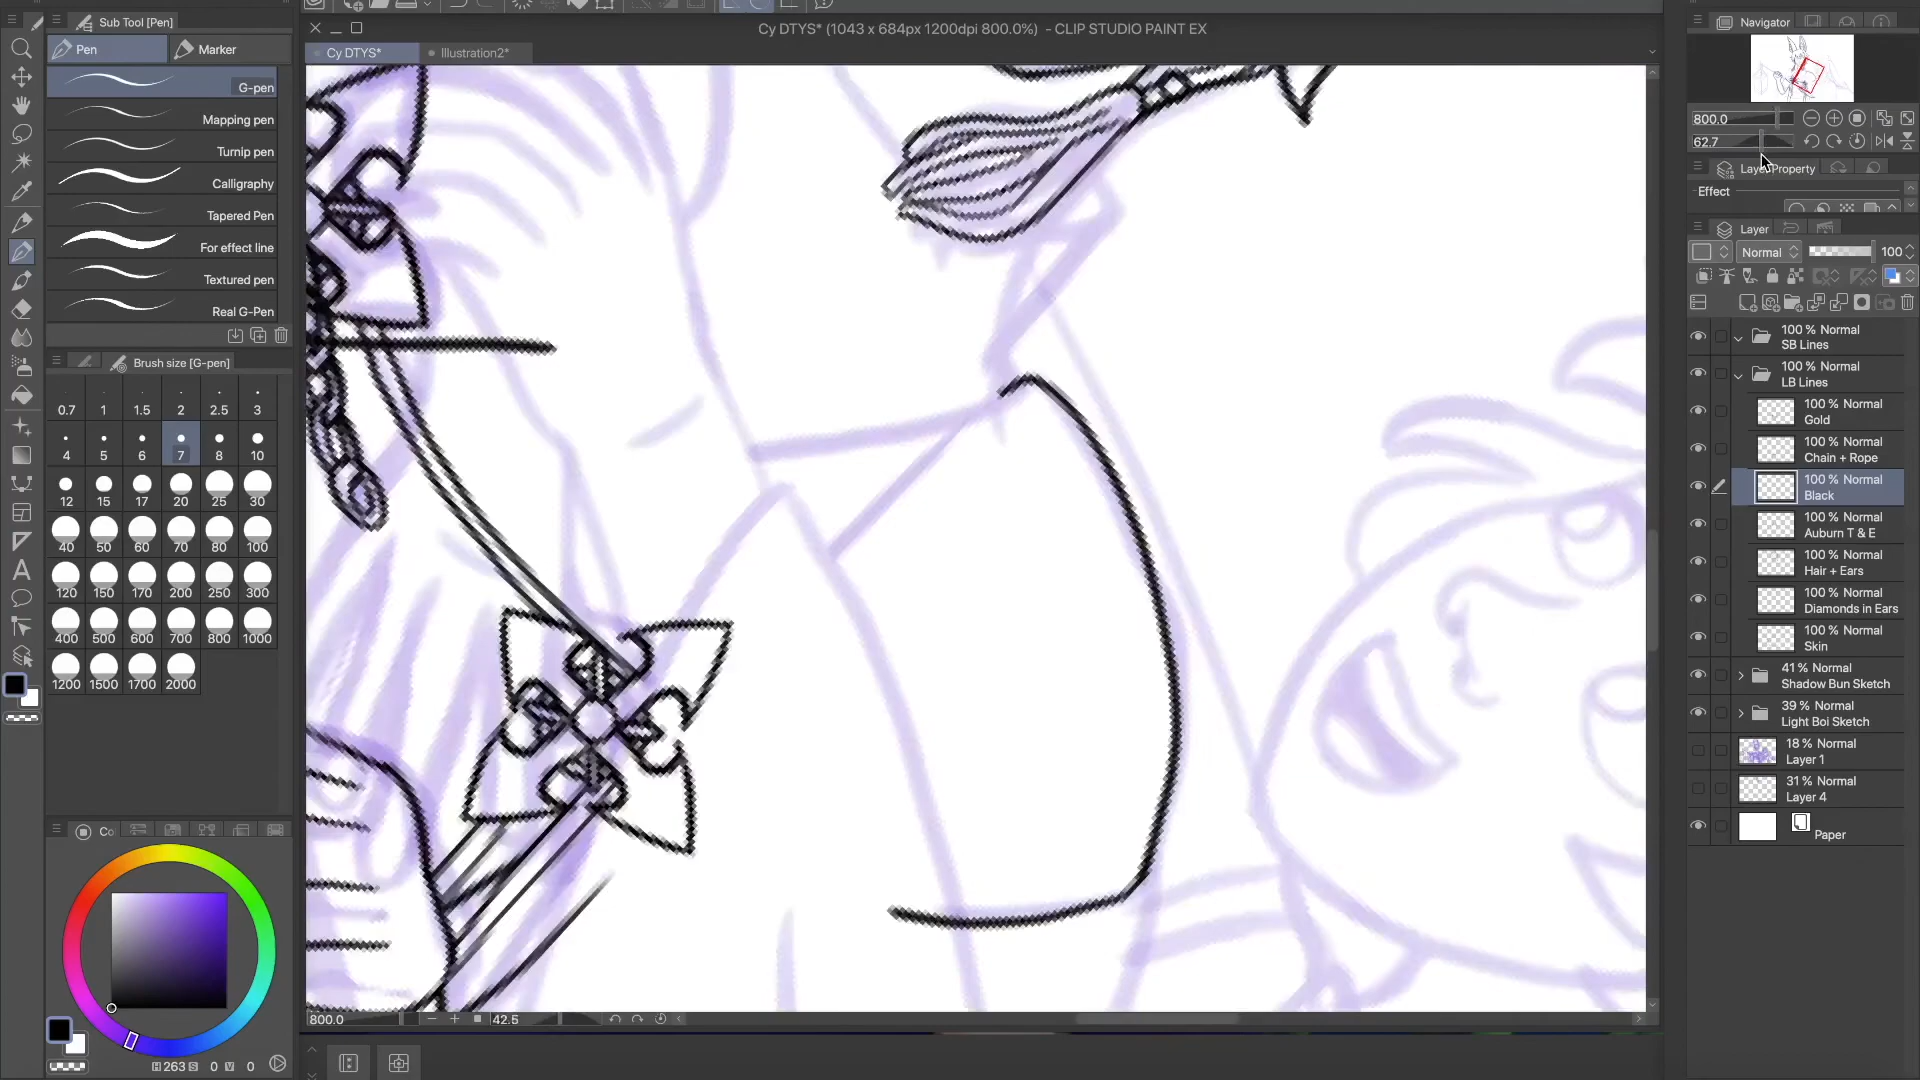 Cy DTYS* (1043 x 684px 1200dpi 800.0%)  - CLIP STUDIO PAINT EX
Cy DTYS*
Illustration2*
Sub Tool [Pen]
Pen
Marker
G-pen
Mapping pen
Turnip pen
Calligraphy
Tapered Pen
For effect line
Textured pen
Real G-Pen
Brush size [G-pen]
0.7 1 1.5 2 2.5 3
4 5 6 7 8 10
12 15 17 20 25 30
40 50 60 70 80 100
120 150 170 200 250 300
400 500 600 700 800 1000
1200 1500 1700 2000
Co
H 263 S 0 V 0
800.0
42.5
Navigator
800.0
62.7
Layer Property
Effect
Layer
Normal
100
100 % Normal
SB Lines
100 % Normal
LB Lines
100 % Normal
Gold
100 % Normal
Chain + Rope
100 % Normal
Black
100 % Normal
Auburn T & E
100 % Normal
Hair + Ears
100 % Normal
Diamonds in Ears
100 % Normal
Skin
41 % Normal
Shadow Bun Sketch
39 % Normal
Light Boi Sketch
18 % Normal
Layer 1
31 % Normal
Layer 4
Paper